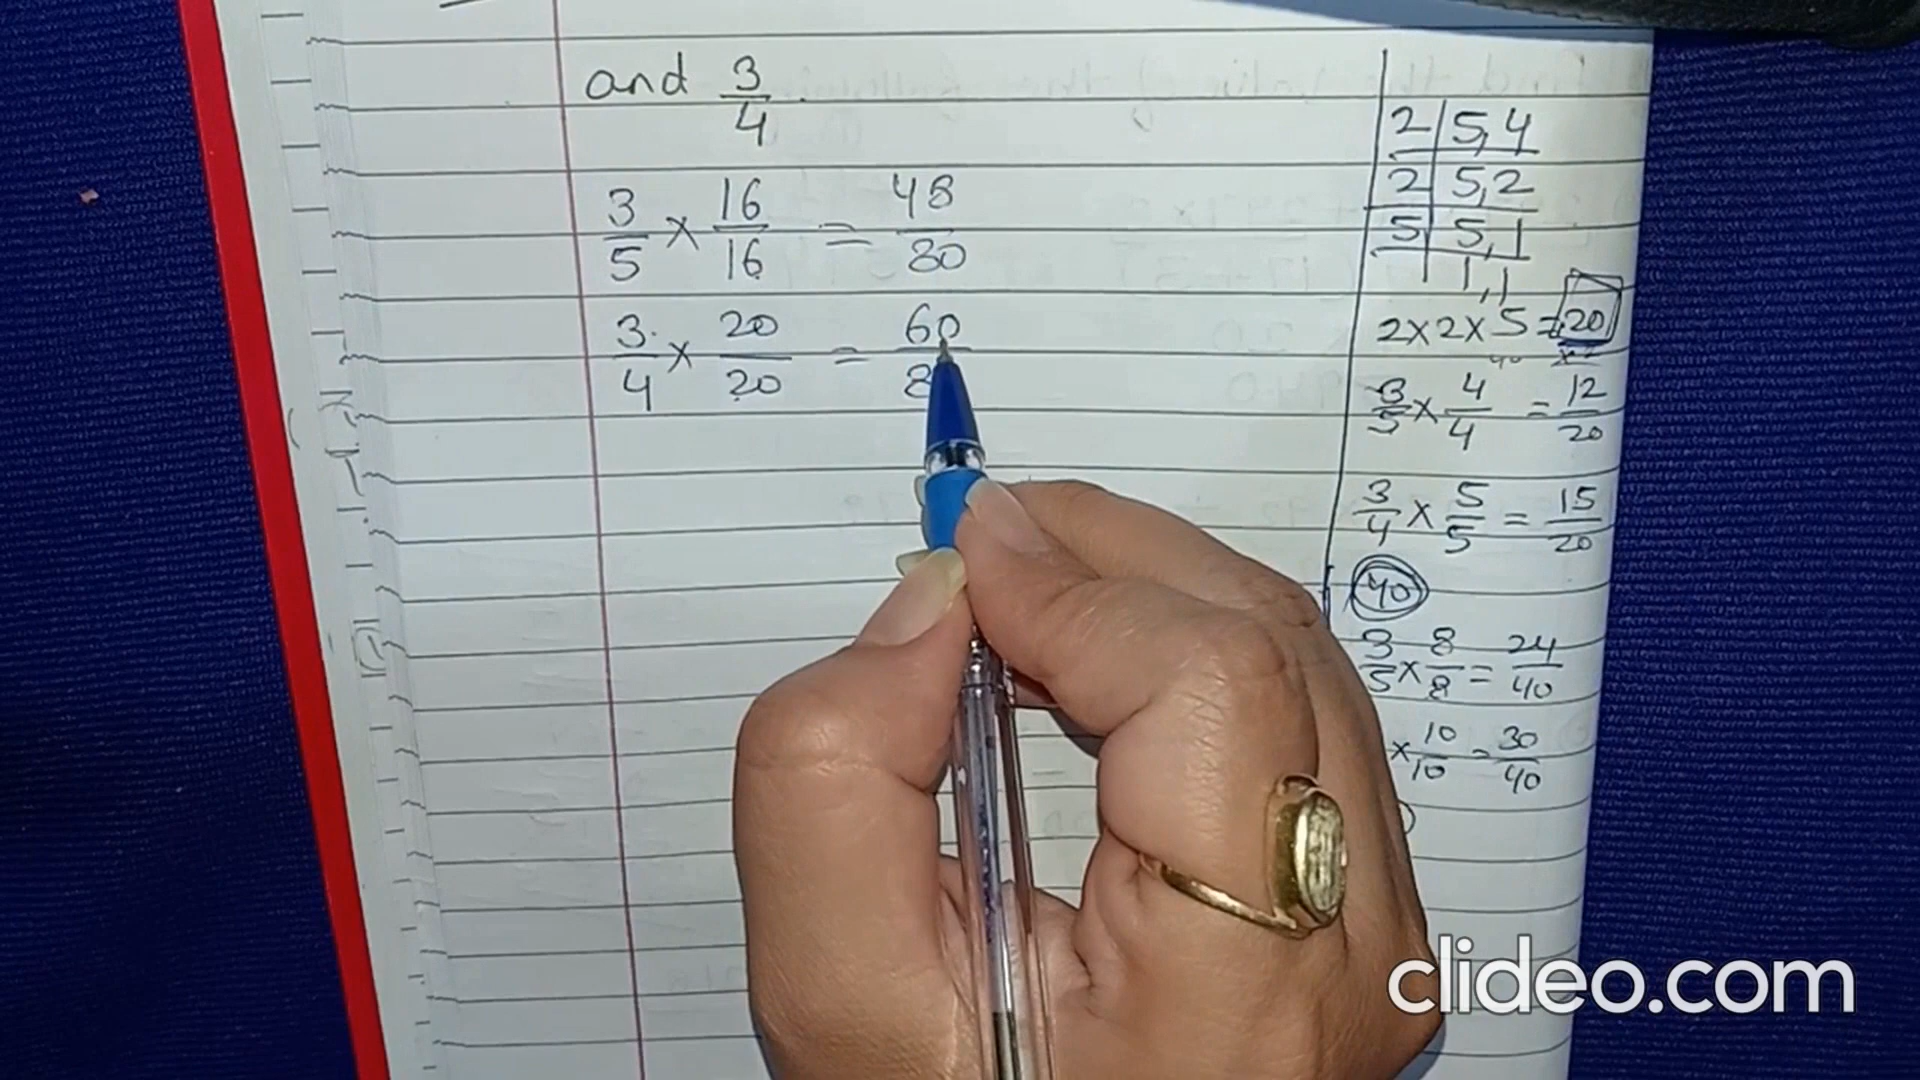 and 3/4
3/5 × 16/16 = 48/80
3/4 × 20/20 = 60/8
2 | 5, 4
2 | 5, 2
5 | 5, 1
1, 1
2 × 2 × 5 = 20
3/5 × 4/4 = 12/20
3/4 × 5/5 = 15/20
40
3/5 × 8/8 = 24/40
× 10/10 = 30/40
clideo.com